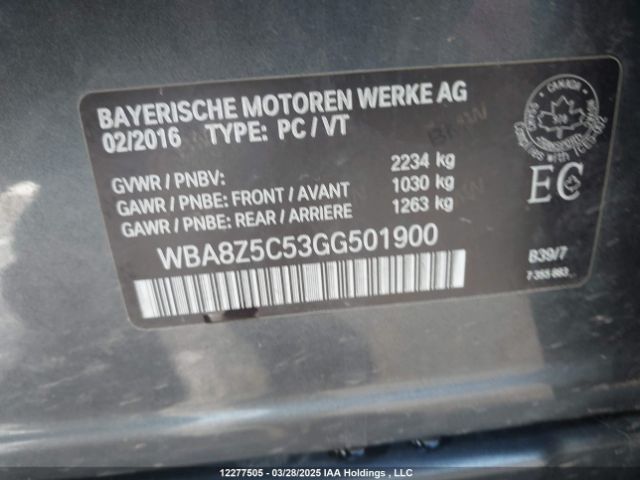 BAYERISCHE MOTOREN WERKE AG
02/2016 TYPE: PC / VT
GVWR / PNBV: 2234 kg
GAWR / PNBE: FRONT / AVANT 1030 kg
GAWR / PNBE: REAR / ARRIERE 1263 kg
WBA8Z5C53GG501900
CANADA
EC
B39/7
12277505 - 03/28/2025 IAA Holdings , LLC